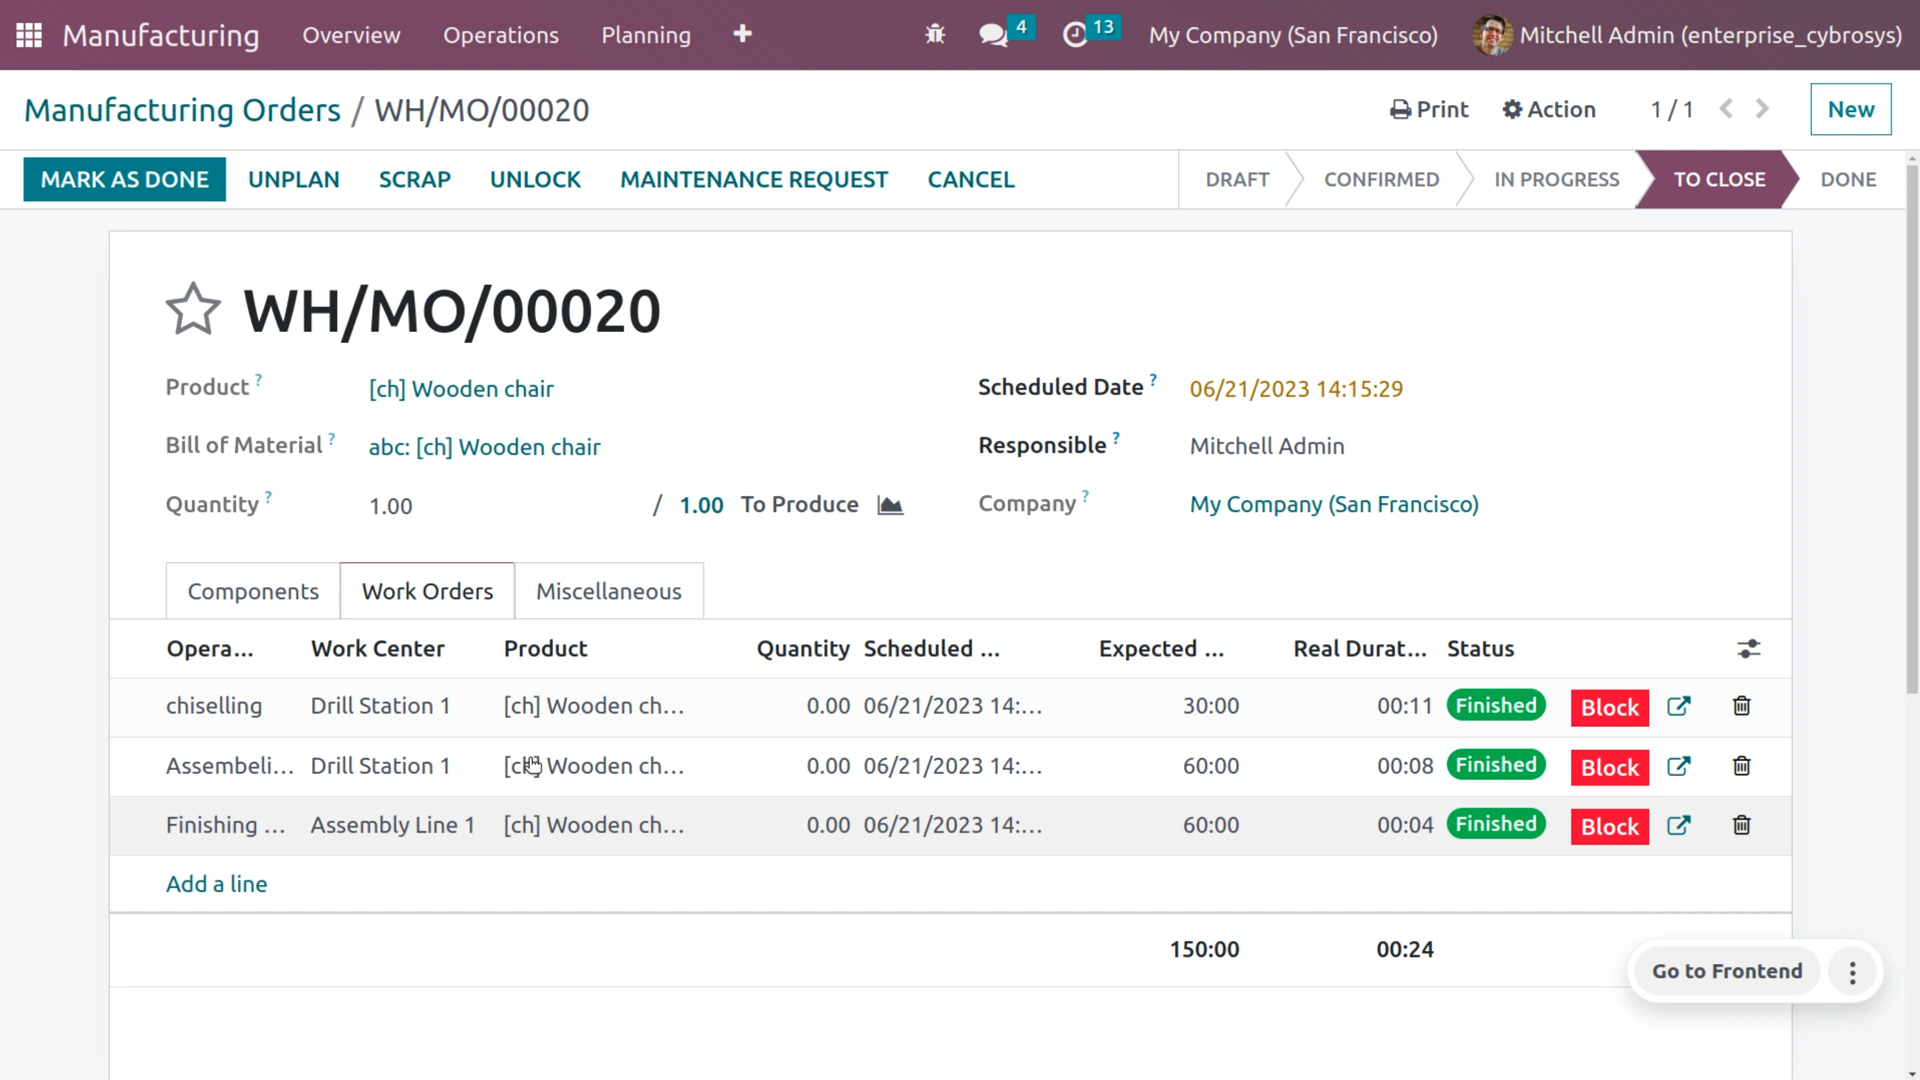 Manufacturing Overview Operations Planning + 4 13 My Company (San Francisco) Mitchell Admin (enterprise_cybrosys)
Manufacturing Orders / WH/MO/00020 Print Action 1 / 1 New
MARK AS DONE UNPLAN SCRAP UNLOCK MAINTENANCE REQUEST CANCEL DRAFT CONFIRMED IN PROGRESS TO CLOSE DONE
WH/MO/00020
Product ? [ch] Wooden chair Scheduled Date ? 06/21/2023 14:15:29
Bill of Material ? abc: [ch] Wooden chair Responsible ? Mitchell Admin
Quantity ? 1.00 / 1.00 To Produce Company ? My Company (San Francisco)
Components Work Orders Miscellaneous
Opera... Work Center Product Quantity Scheduled ... Expected ... Real Durat... Status
chiselling Drill Station 1 [ch] Wooden ch... 0.00 06/21/2023 14:... 30:00 00:11 Finished Block
Assembeli... Drill Station 1 [ch] Wooden ch... 0.00 06/21/2023 14:... 60:00 00:08 Finished Block
Finishing ... Assembly Line 1 [ch] Wooden ch... 0.00 06/21/2023 14:... 60:00 00:04 Finished Block
Add a line
150:00 00:24
Go to Frontend